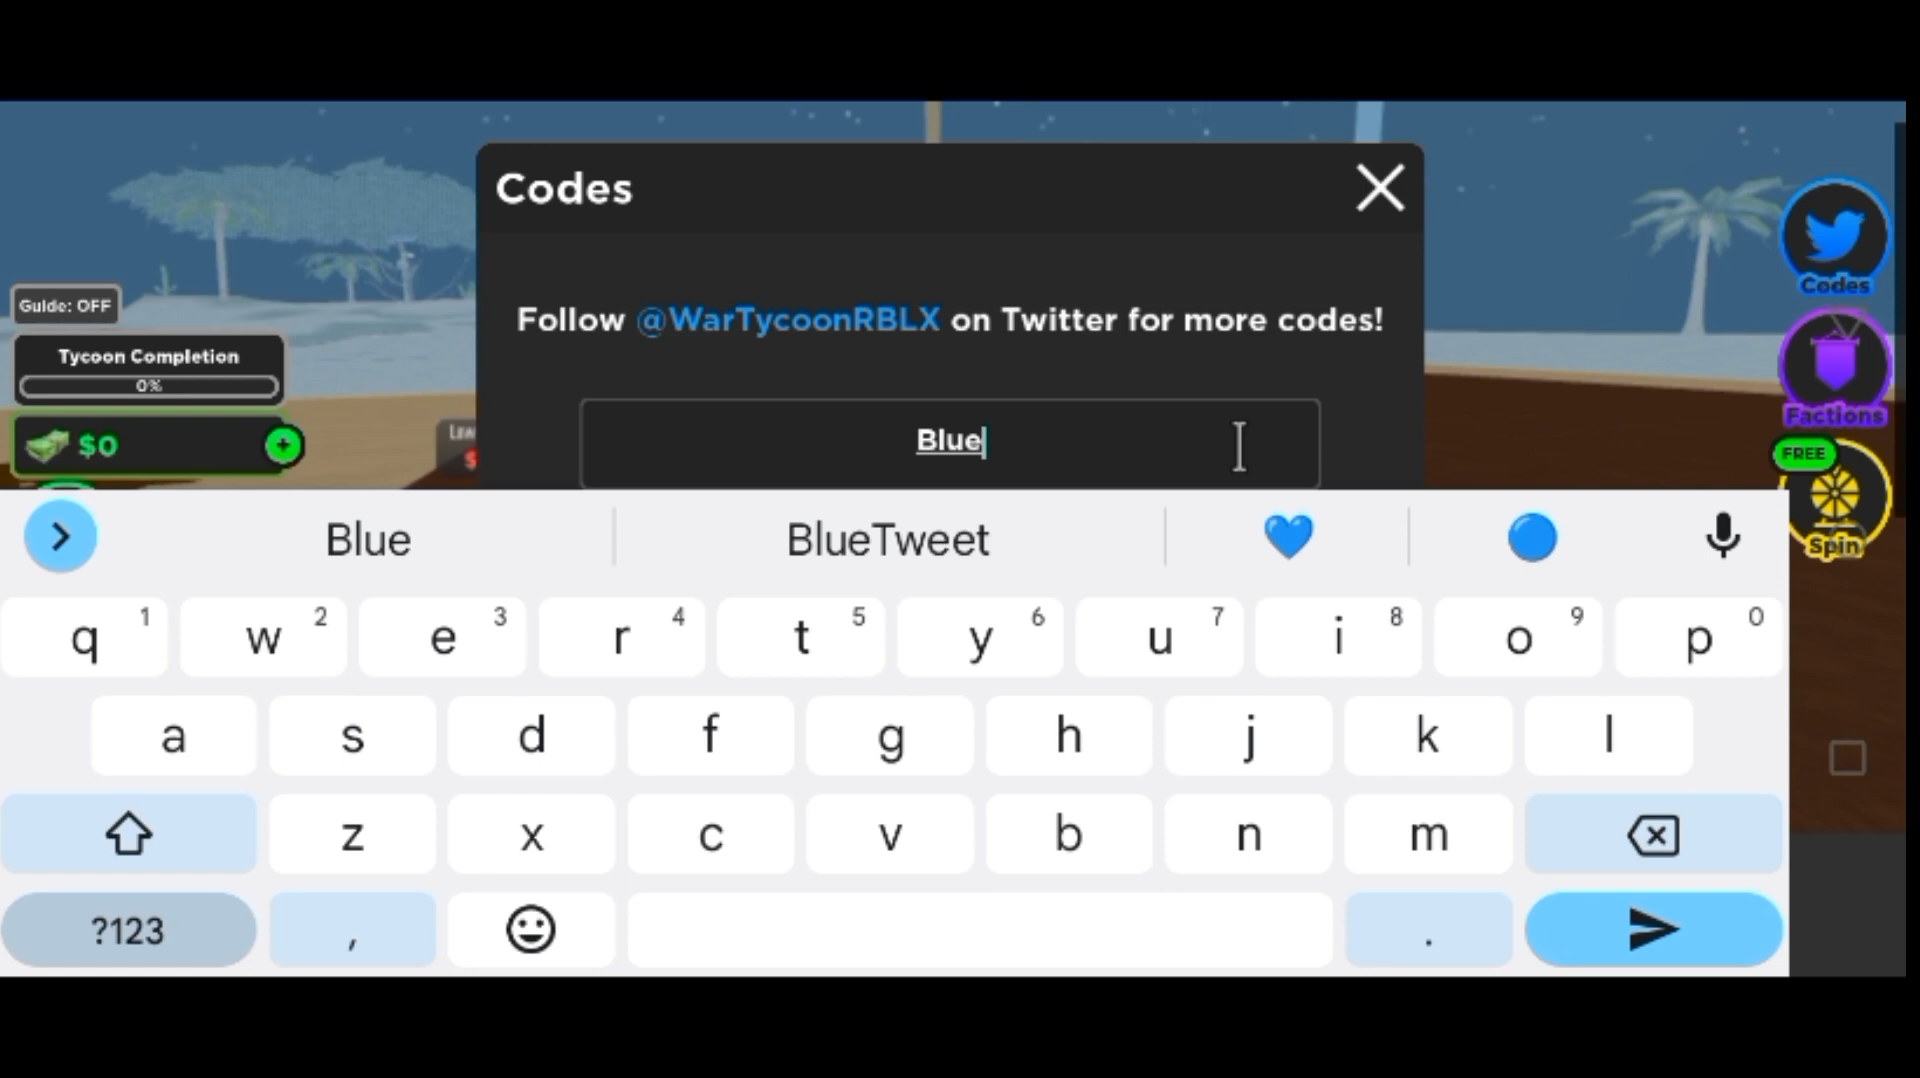 Codes
Follow @WarTycoonRBLX on Twitter for more codes!
Blue
Guide: OFF
Tycoon Completion
0%
$0
+
Codes
Factions
FREE
Spin
Blue BlueTweet
q 1 w 2 e 3 r 4 t 5 y 6 u 7 i 8 o 9 p 0
a s d f g h j k l
z x c v b n m
?123 , .